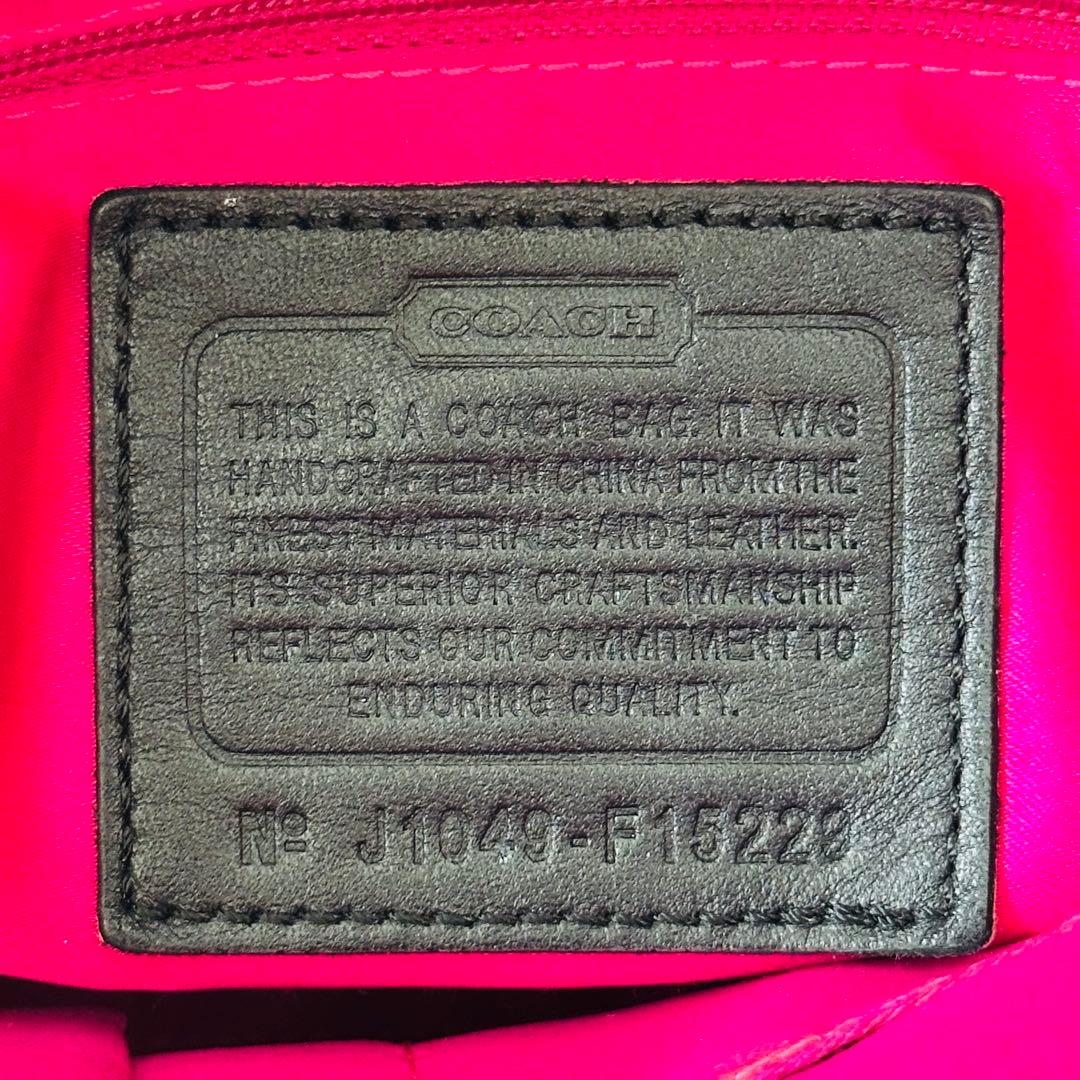 COACH
THIS IS A COACH BAG. IT WAS
HANDCRAFTED IN CHINA FROM THE
FINEST MATERIALS AND LEATHER.
ITS SUPERIOR CRAFTSMANSHIP
REFLECTS OUR COMMITMENT TO
ENDURING QUALITY.
Nº J1049-F15229